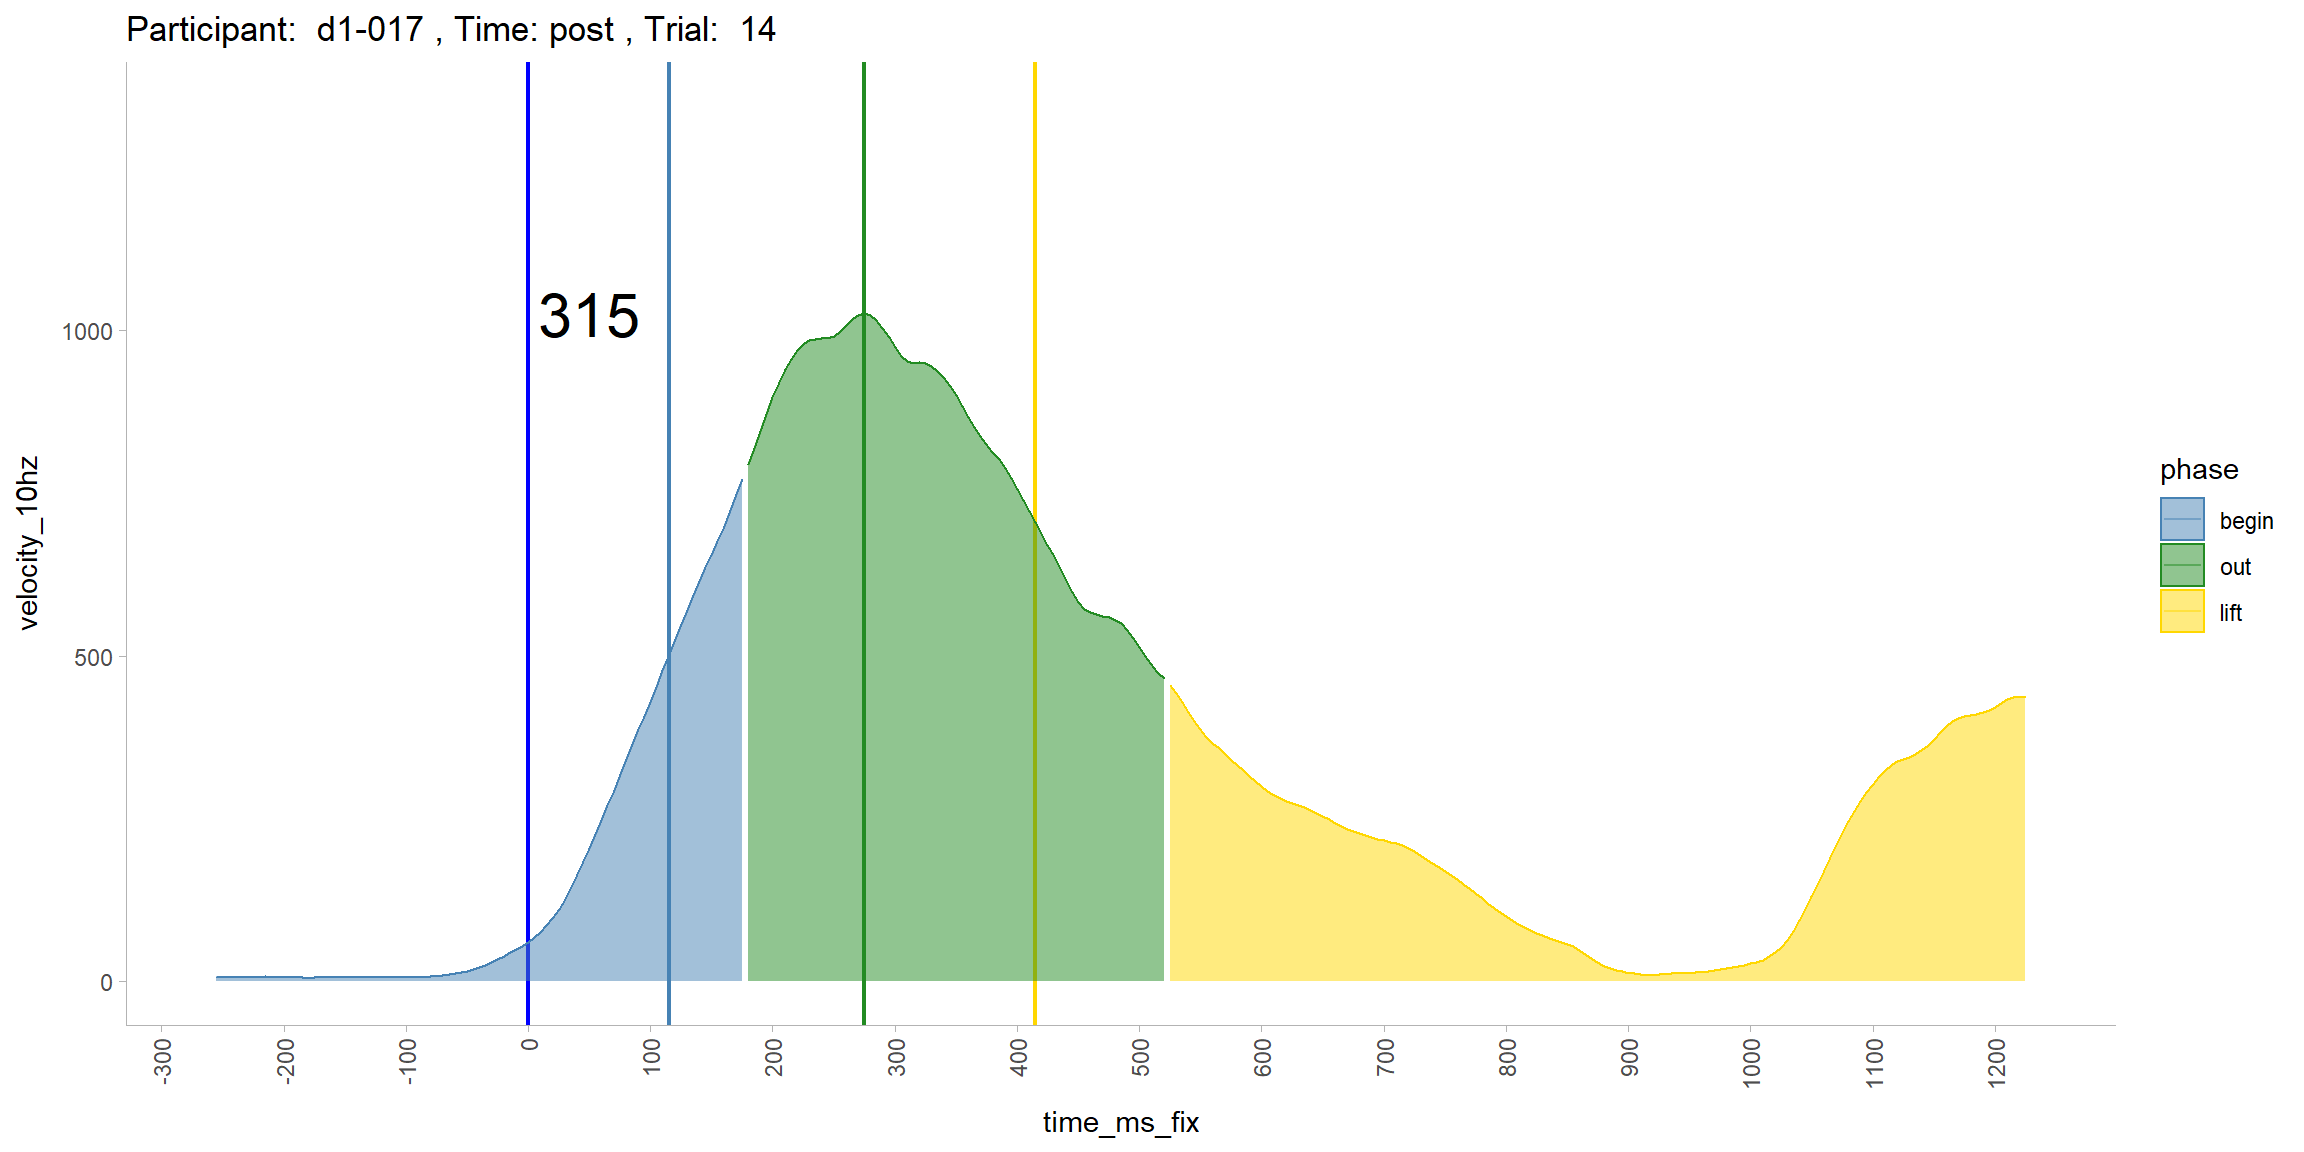 Participant:  d1-017 , Time: post , Trial:  14
315
1000
500
0
velocity_10hz
-300
-200
-100
0
100
200
300
400
500
600
700
800
900
1000
1100
1200
time_ms_fix
phase
begin
out
lift